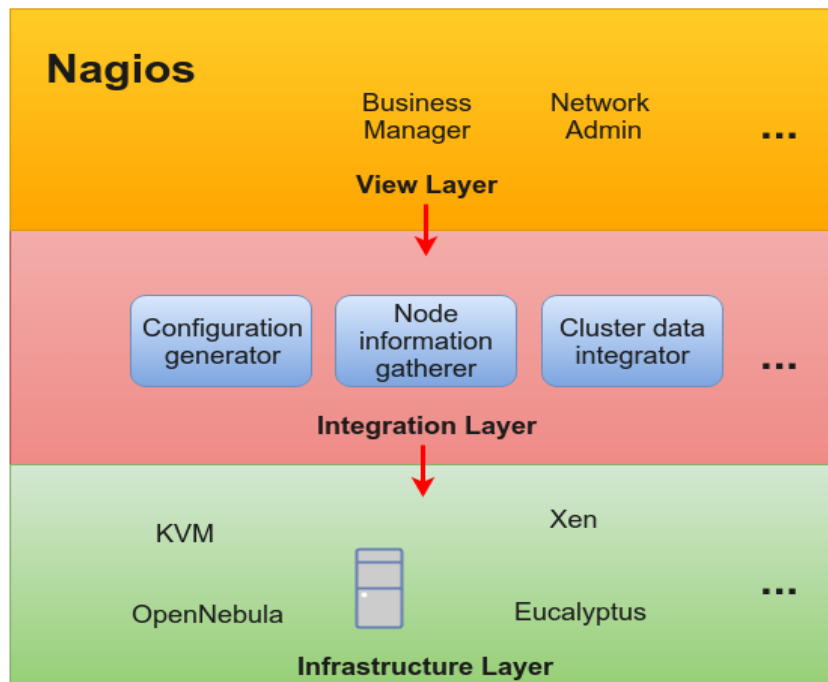 Nagios
Business
Manager
Network
Admin
...
View Layer
Configuration
generator
Node
information
gatherer
Cluster data
integrator
...
Integration Layer
KVM
Xen
OpenNebula
Eucalyptus
...
Infrastructure Layer